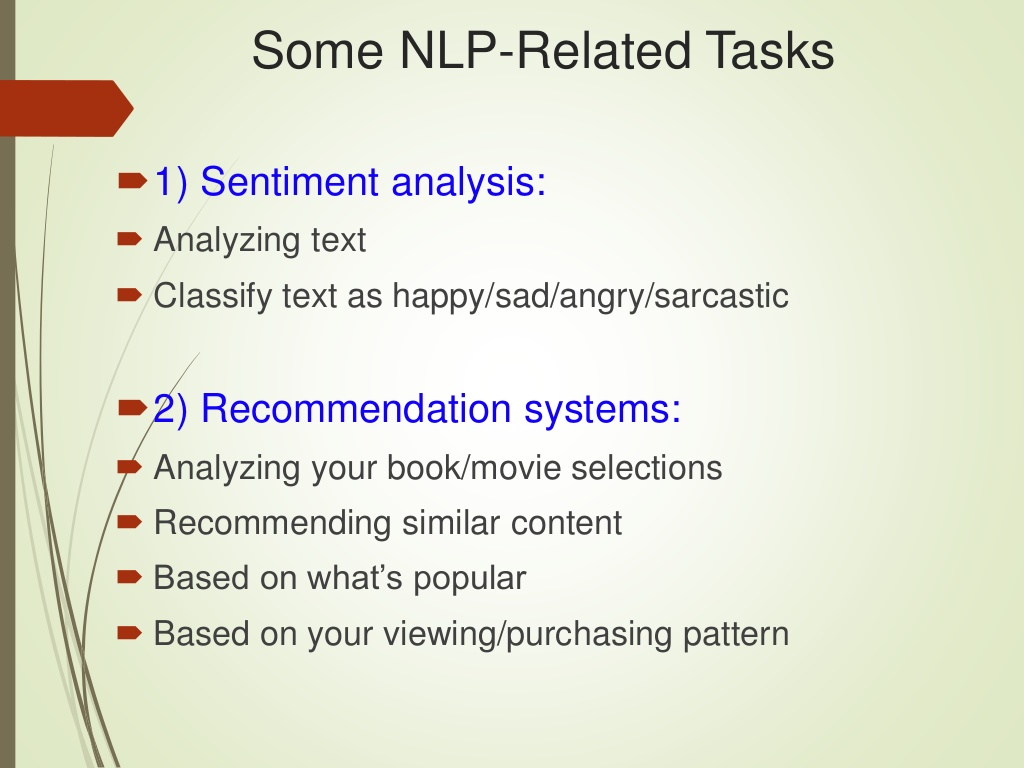 Some NLP-Related Tasks
1) Sentiment analysis:
Analyzing text
Classify text as happy/sad/angry/sarcastic
2) Recommendation systems:
Analyzing your book/movie selections
Recommending similar content
Based on what’s popular
Based on your viewing/purchasing pattern